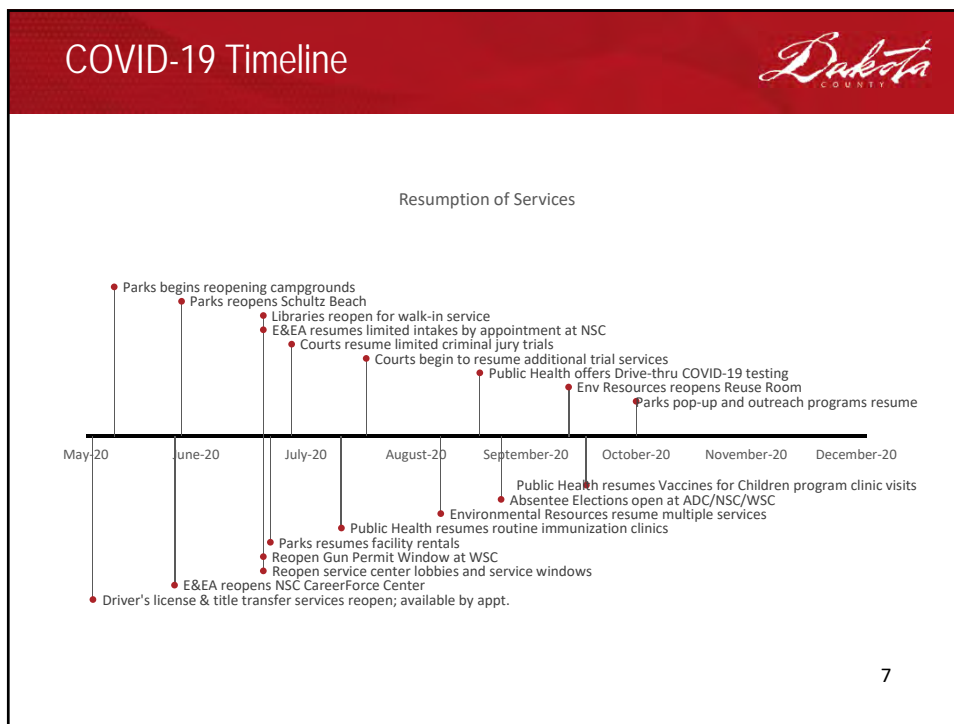 COVID-19 Timeline
Dakota
COUNTY
Resumption of Services
Parks begins reopening campgrounds
Parks reopens Schultz Beach
Libraries reopen for walk-in service
E&EA resumes limited intakes by appointment at NSC
Courts resume limited criminal jury trials
Courts begin to resume additional trial services
Public Health offers Drive-thru COVID-19 testing
Env Resources reopens Reuse Room
Parks pop-up and outreach programs resume
May-20 June-20 July-20 August-20 September-20 October-20 November-20 December-20
Public Health resumes Vaccines for Children program clinic visits
Absentee Elections open at ADC/NSC/WSC
Environmental Resources resume multiple services
Public Health resumes routine immunization clinics
Parks resumes facility rentals
Reopen Gun Permit Window at WSC
Reopen service center lobbies and service windows
E&EA reopens NSC CareerForce Center
Driver's license & title transfer services reopen; available by appt.
7